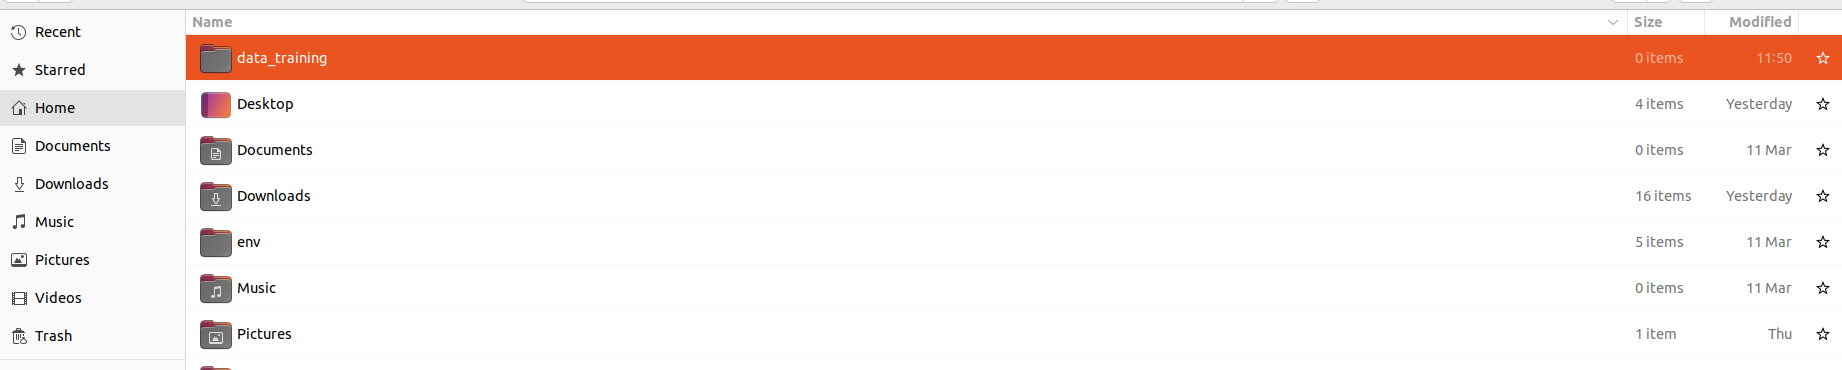 Name Size Modified
Recent
Starred
Home
Documents
Downloads
Music
Pictures
Videos
Trash
data_training 0 items 11:50
Desktop 4 items Yesterday
Documents 0 items 11 Mar
Downloads 16 items Yesterday
env 5 items 11 Mar
Music 0 items 11 Mar
Pictures 1 item Thu